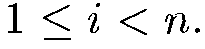 1 ≤ i < n.